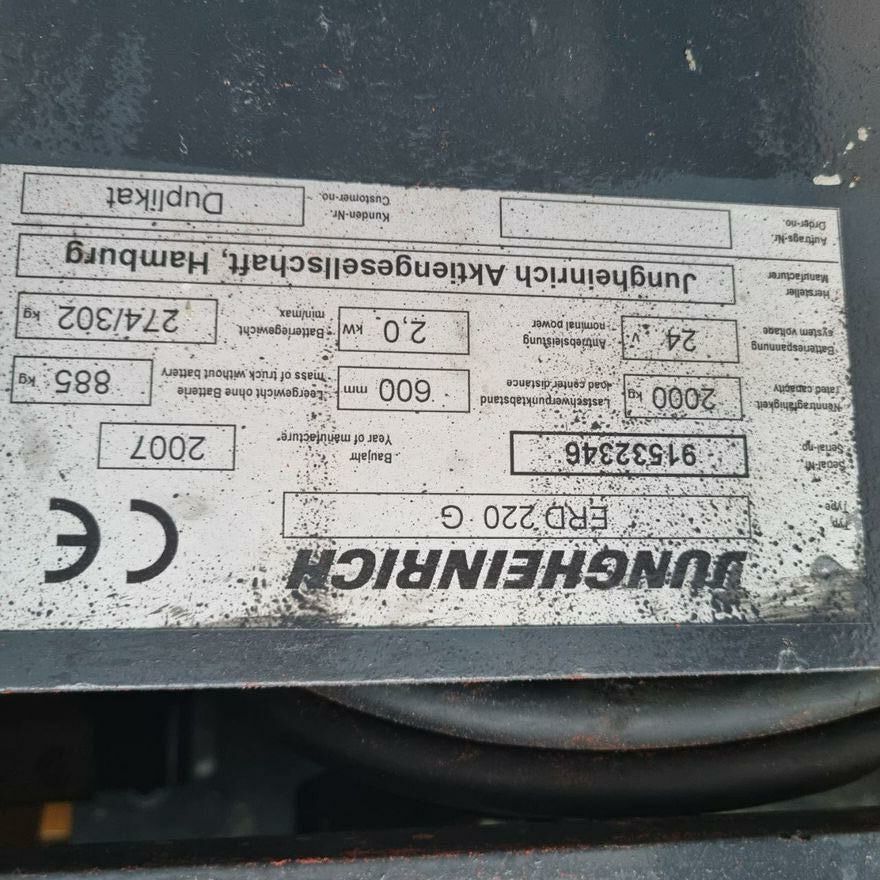 JUNGHEINRICH
Typ
Type
ERD 220 G
Serial-Nr.
Serial-no.
91532346
Baujahr
Year of manufacture
2007
Nenntragfähigkeit
rated capacity
2000 kg
Lastschwerpunktabstand
load center distance
600 mm
Leergewicht ohne Batterie
mass of truck without battery
885 kg
Batteriespannung
system voltage
24 V
Antriebsleistung
nominal power
2,0 kW
Batteriegewicht
min/max.
274/302 kg
Hersteller
Manufacturer
Jungheinrich Aktiengesellschaft, Hamburg
Auftrags-Nr.
Order-no.
Kunden-Nr.
Customer-no.
Duplikat
CE